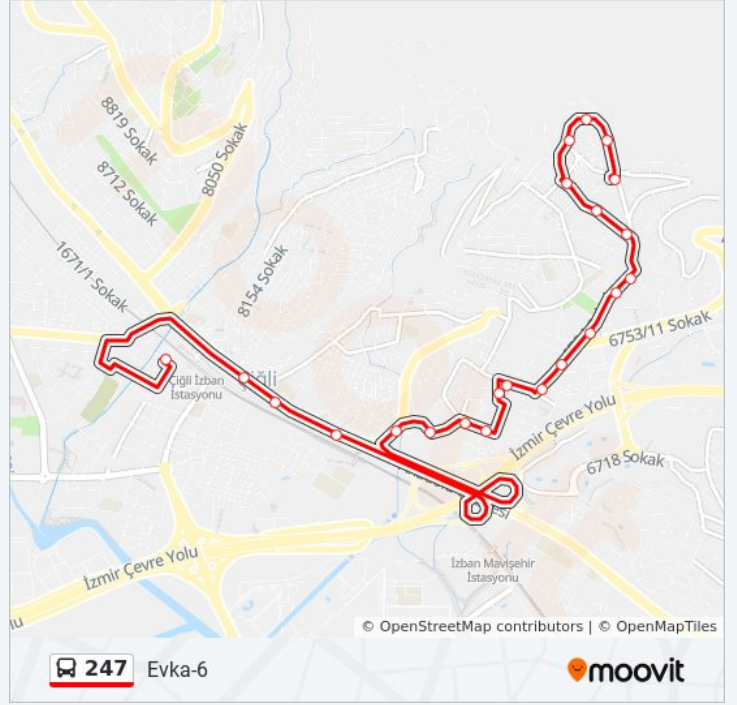 8819 Sokak
8712 Sokak
8050 Sokak
1671/1 Sokak
8154 Sokak
6753/11 Sokak
Çiğli
Çiğli İzban
İstasyonu
İzmir Çevre Yolu
6718 Sokak
İzban Mavişehir
İstasyonu
İzmir Çevre Yolu
lu
© OpenStreetMap contributors | © OpenMapTiles
247 Evka-6
moovit